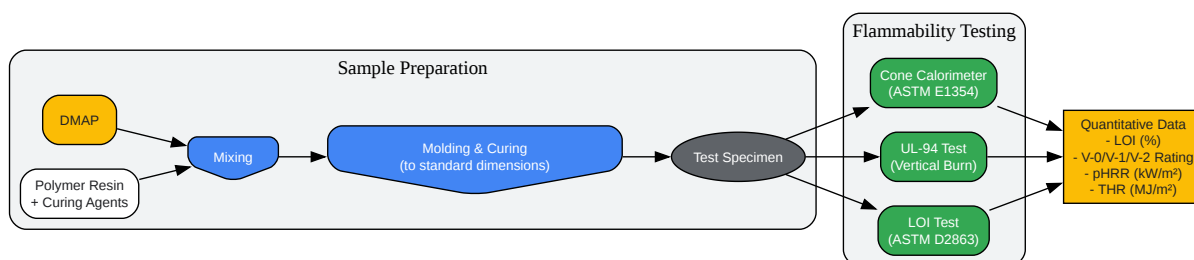 Sample Preparation
DMAP
Polymer Resin
+ Curing Agents
Mixing
Molding & Curing
(to standard dimensions)
Test Specimen
Flammability Testing
Cone Calorimeter
(ASTM E1354)
UL-94 Test
(Vertical Burn)
LOI Test
(ASTM D2863)
Quantitative Data
- LOI (%)
- V-0/V-1/V-2 Rating
- pHRR (kW/m²)
- THR (MJ/m²)